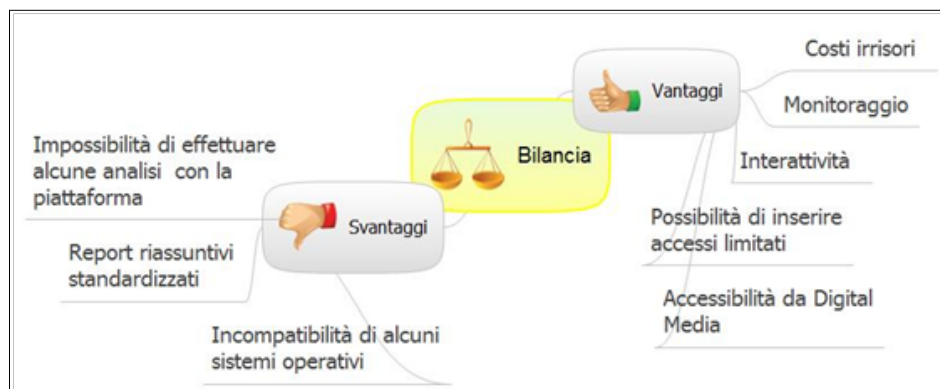 Bilancia
Vantaggi
Costi irrisori
Monitoraggio
Interattività
Possibilità di inserire
accessi limitati
Accessibilità da Digital
Media
Svantaggi
Impossibilità di effettuare
alcune analisi con la
piattaforma
Report riassuntivi
standardizzati
Incompatibilità di alcuni
sistemi operativi